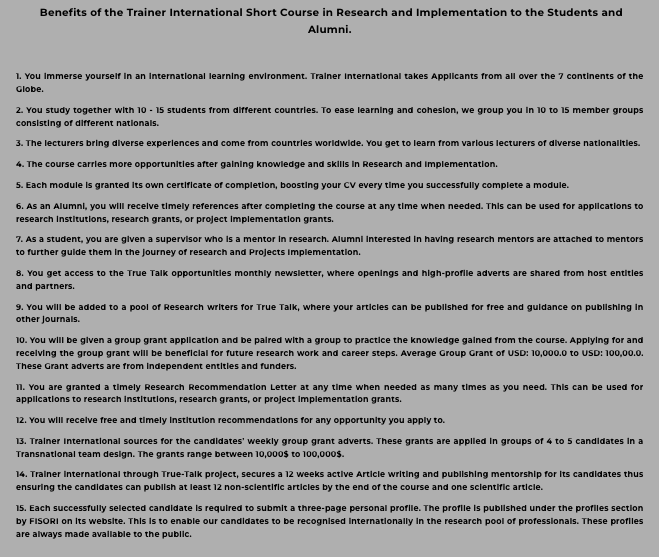 Benefits of the Trainer International Short Course in Research and Implementation to the Students and
Alumni.
1. You immerse yourself in an international learning environment. Trainer International takes Applicants from all over the 7 continents of the
Globe.
2. You study together with 10 - 15 students from different countries. To ease learning and cohesion, we group you in 10 to 15 member groups
consisting of different nationals.
3. The lecturers bring diverse experiences and come from countries worldwide. You get to learn from various lecturers of diverse nationalities.
4. The course carries more opportunities after gaining knowledge and skills in Research and Implementation.
5. Each module is granted its own certificate of completion, boosting your CV every time you successfully complete a module.
6. As an Alumni, you will receive timely references after completing the course at any time when needed. This can be used for applications to
research institutions, research grants, or project implementation grants.
7. As a student, you are given a supervisor who is a mentor in research. Alumni interested in having research mentors are attached to mentors
to further guide them in the journey of research and Projects Implementation.
8. You get access to the True Talk opportunities monthly newsletter, where openings and high-profile adverts are shared from host entities
and partners.
9. You will be added to a pool of Research writers for True Talk, where your articles can be published for free and guidance on publishing in
other journals.
10. You will be given a group grant application and be paired with a group to practice the knowledge gained from the course. Applying for and
receiving the group grant will be beneficial for future research work and career steps. Average Group Grant of USD: 10,000.0 to USD: 100,00.0.
These Grant adverts are from independent entities and funders.
11. You are granted a timely Research Recommendation Letter at any time when needed as many times as you need. This can be used for
applications to research institutions, research grants, or project implementation grants.
12. You will receive free and timely institution recommendations for any opportunity you apply to.
13. Trainer International sources for the candidates' weekly group grant adverts. These grants are applied in groups of 4 to 5 candidates in a
Transnational team design. The grants range between 10,000$ to 100,000$.
14. Trainer International through True-Talk project, secures a 12 weeks active Article writing and publishing mentorship for its candidates thus
ensuring the candidates can publish at least 12 non-scientific articles by the end of the course and one scientific article.
15. Each successfully selected candidate is required to submit a three-page personal profile. The profile is published under the profiles section
by FISORI on its website. This is to enable our candidates to be recognised internationally in the research pool of professionals. These profiles
are always made available to the public.